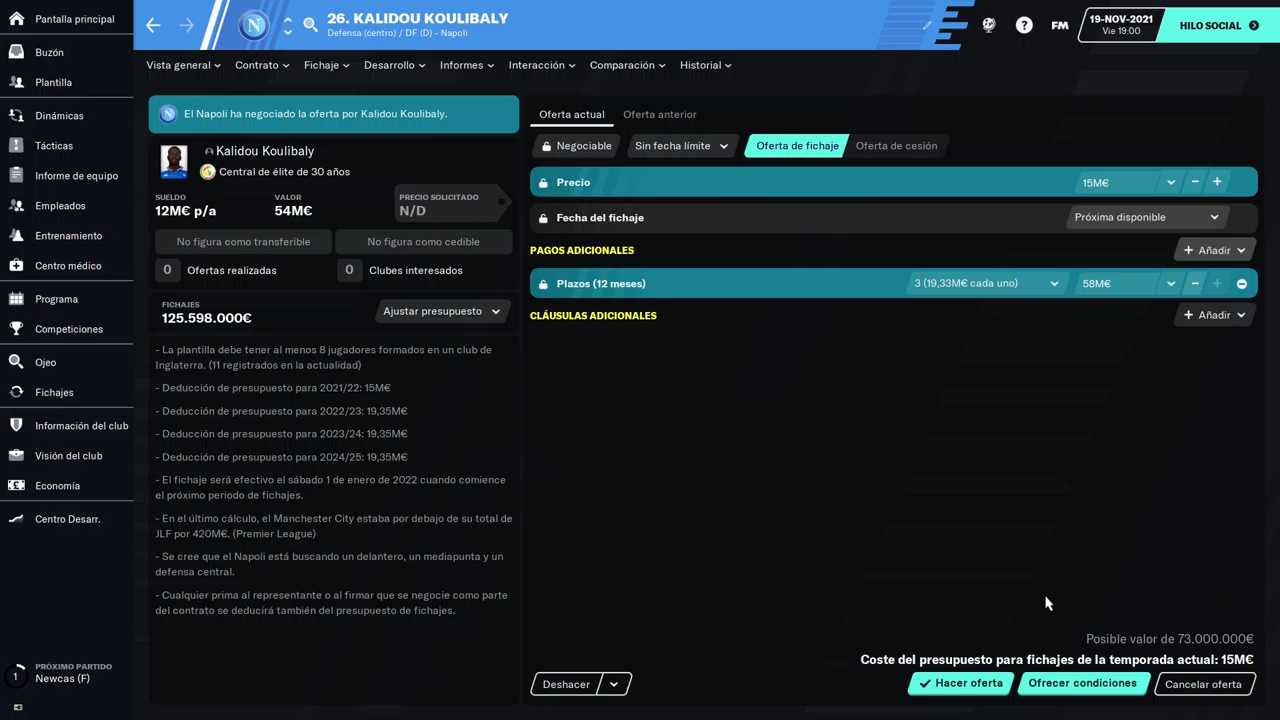 Pantalla principal
26. KALIDOU KOULIBALY
Defensa (centro) / DF (D) - Napoli
FM
19-NOV-2021
Vie 19:00
HILO SOCIAL
Buzón
Plantilla
Dinámicas
Tácticas
Informe de equipo
Empleados
Entrenamiento
Centro médico
Programa
Competiciones
Ojeo
Fichajes
Información del club
Visión del club
Economía
Centro Desarr.
1
PRÓXIMO PARTIDO
Newcas (F)
Vista general
Contrato
Fichaje
Desarrollo
Informes
Interacción
Comparación
Historial
El Napoli ha negociado la oferta por Kalidou Koulibaly.
Kalidou Koulibaly
Central de élite de 30 años
SUELDO
12M€ p/a
VALOR
54M€
PRECIO SOLICITADO
N/D
No figura como transferible
No figura como cedible
0 Ofertas realizadas
0 Clubes interesados
FICHAJES
125.598.000€
Ajustar presupuesto
- La plantilla debe tener al menos 8 jugadores formados en un club de
Inglaterra. (11 registrados en la actualidad)
- Deducción de presupuesto para 2021/22: 15M€
- Deducción de presupuesto para 2022/23: 19,35M€
- Deducción de presupuesto para 2023/24: 19,35M€
- Deducción de presupuesto para 2024/25: 19,35M€
- El fichaje será efectivo el sábado 1 de enero de 2022 cuando comience
el próximo periodo de fichajes.
- En el último cálculo, el Manchester City estaba por debajo de su total de
JLF por 420M€. (Premier League)
- Se cree que el Napoli está buscando un delantero, un mediapunta y un
defensa central.
- Cualquier prima al representante o al firmar que se negocie como parte
del contrato se deducirá también del presupuesto de fichajes.
Oferta actual
Oferta anterior
Negociable
Sin fecha límite
Oferta de fichaje
Oferta de cesión
Precio
15M€
Fecha del fichaje
Próxima disponible
PAGOS ADICIONALES
Añadir
Plazos (12 meses)
3 (19,33M€ cada uno)
58M€
CLÁUSULAS ADICIONALES
Añadir
Posible valor de 73.000.000€
Coste del presupuesto para fichajes de la temporada actual: 15M€
Deshacer
Hacer oferta
Ofrecer condiciones
Cancelar oferta